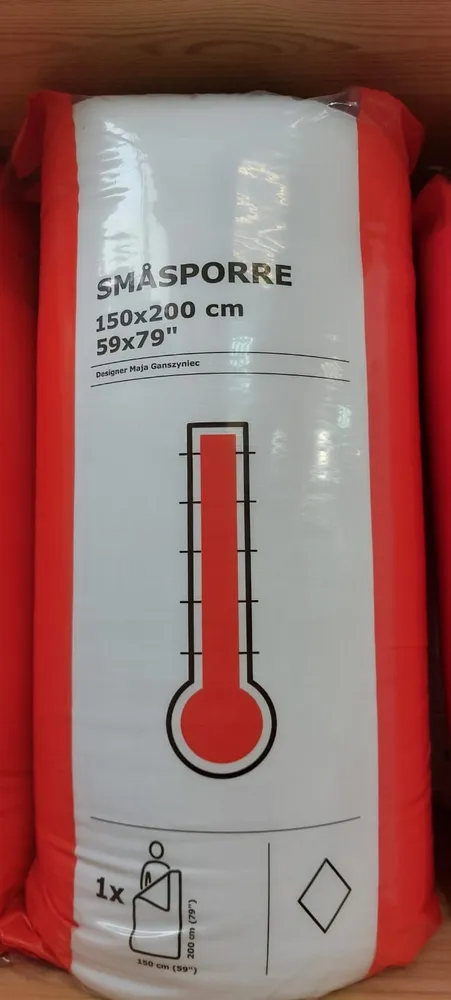 SMÅSPORRE
150x200 cm
59x79"
Designer Maja Ganszyniec
1x
200 cm (79")
150 cm (59")